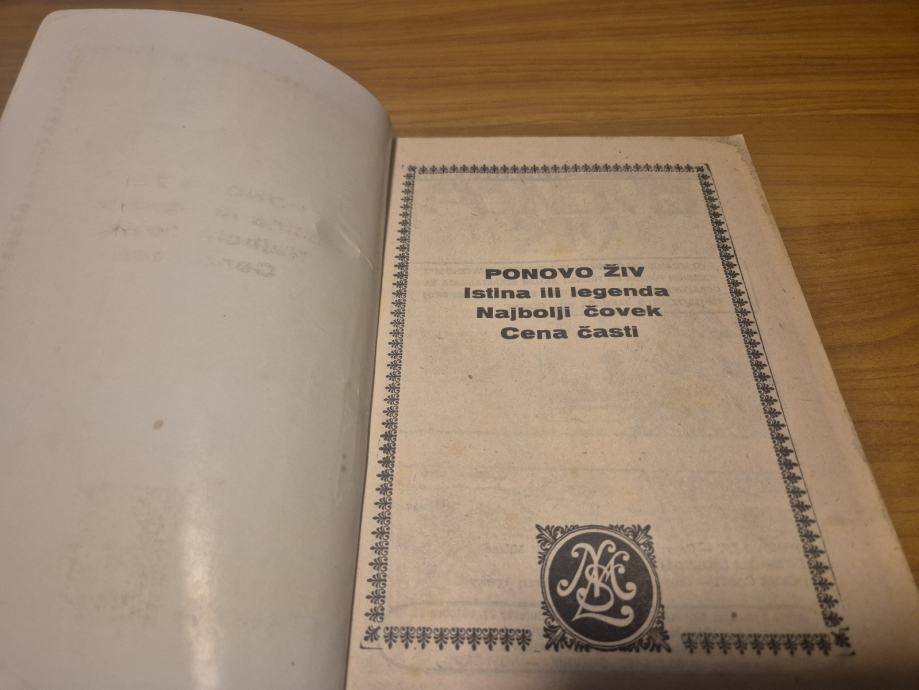 PONOVO ŽIV
Istina ili legenda
Najbolji čovek
Cena časti